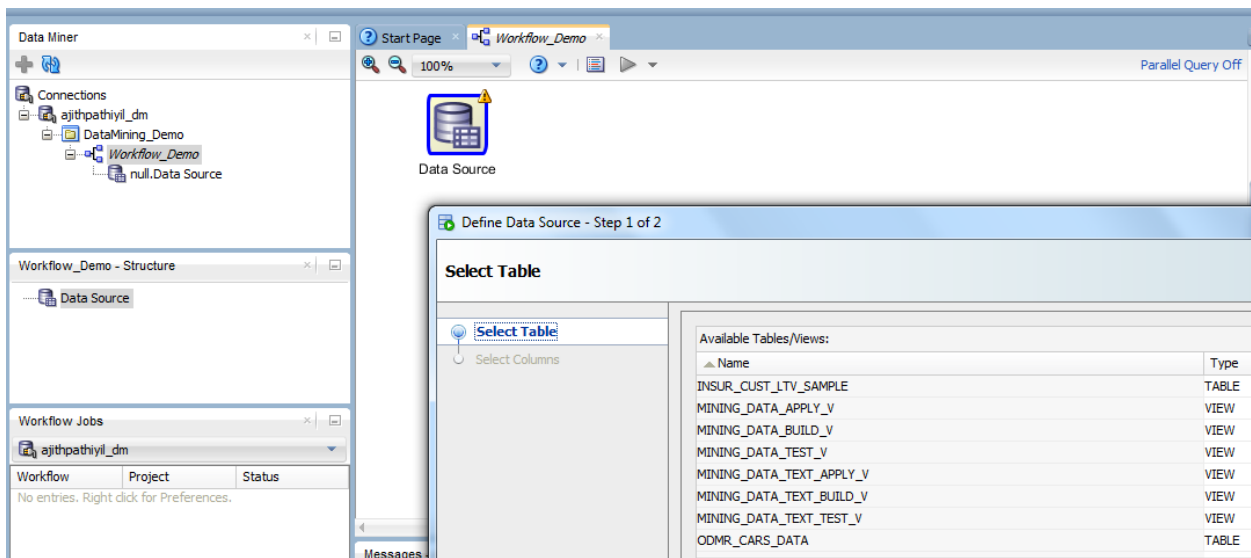 Data Miner
Connections
ajithpathiyil_dm
DataMining_Demo
Workflow_Demo
null.Data Source
Workflow_Demo - Structure
Data Source
Workflow Jobs
ajithpathiyil_dm
Workflow Project Status
No entries. Right click for Preferences.
Start Page Workflow_Demo
100% Parallel Query Off
Data Source
Define Data Source - Step 1 of 2
Select Table
Select Table
Select Columns
Available Tables/Views:
Name Type
INSUR_CUST_LTV_SAMPLE TABLE
MINING_DATA_APPLY_V VIEW
MINING_DATA_BUILD_V VIEW
MINING_DATA_TEST_V VIEW
MINING_DATA_TEXT_APPLY_V VIEW
MINING_DATA_TEXT_BUILD_V VIEW
MINING_DATA_TEXT_TEST_V VIEW
ODMR_CARS_DATA TABLE
Messages